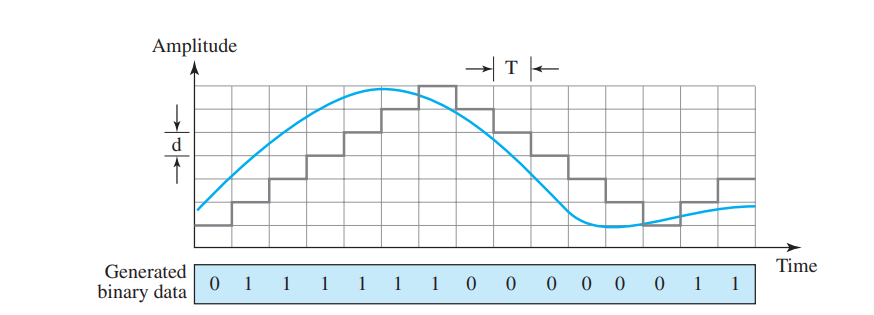 Amplitude
T
d
Time
Generated
binary data
0 1 1 1 1 1 1 0 0 0 0 0 0 1 1